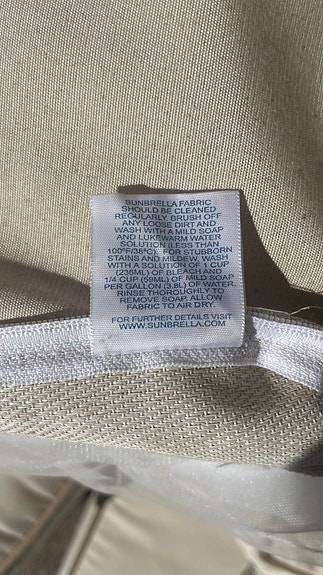 SUNBRELLA FABRIC
SHOULD BE CLEANED
REGULARLY. BRUSH OFF
ANY LOOSE DIRT AND
WASH WITH A MILD SOAP
AND LUKEWARM WATER
SOLUTION (LESS THAN
100°F/38°C). FOR STUBBORN
STAINS AND MILDEW, WASH
WITH A SOLUTION OF 1 CUP
(236ML) OF BLEACH AND
1/4 CUP (59ML) OF MILD SOAP
PER GALLON (3.8L) OF WATER.
RINSE THOROUGHLY TO
REMOVE SOAP. ALLOW
FABRIC TO AIR DRY.
FOR FURTHER DETAILS VISIT
WWW.SUNBRELLA.COM